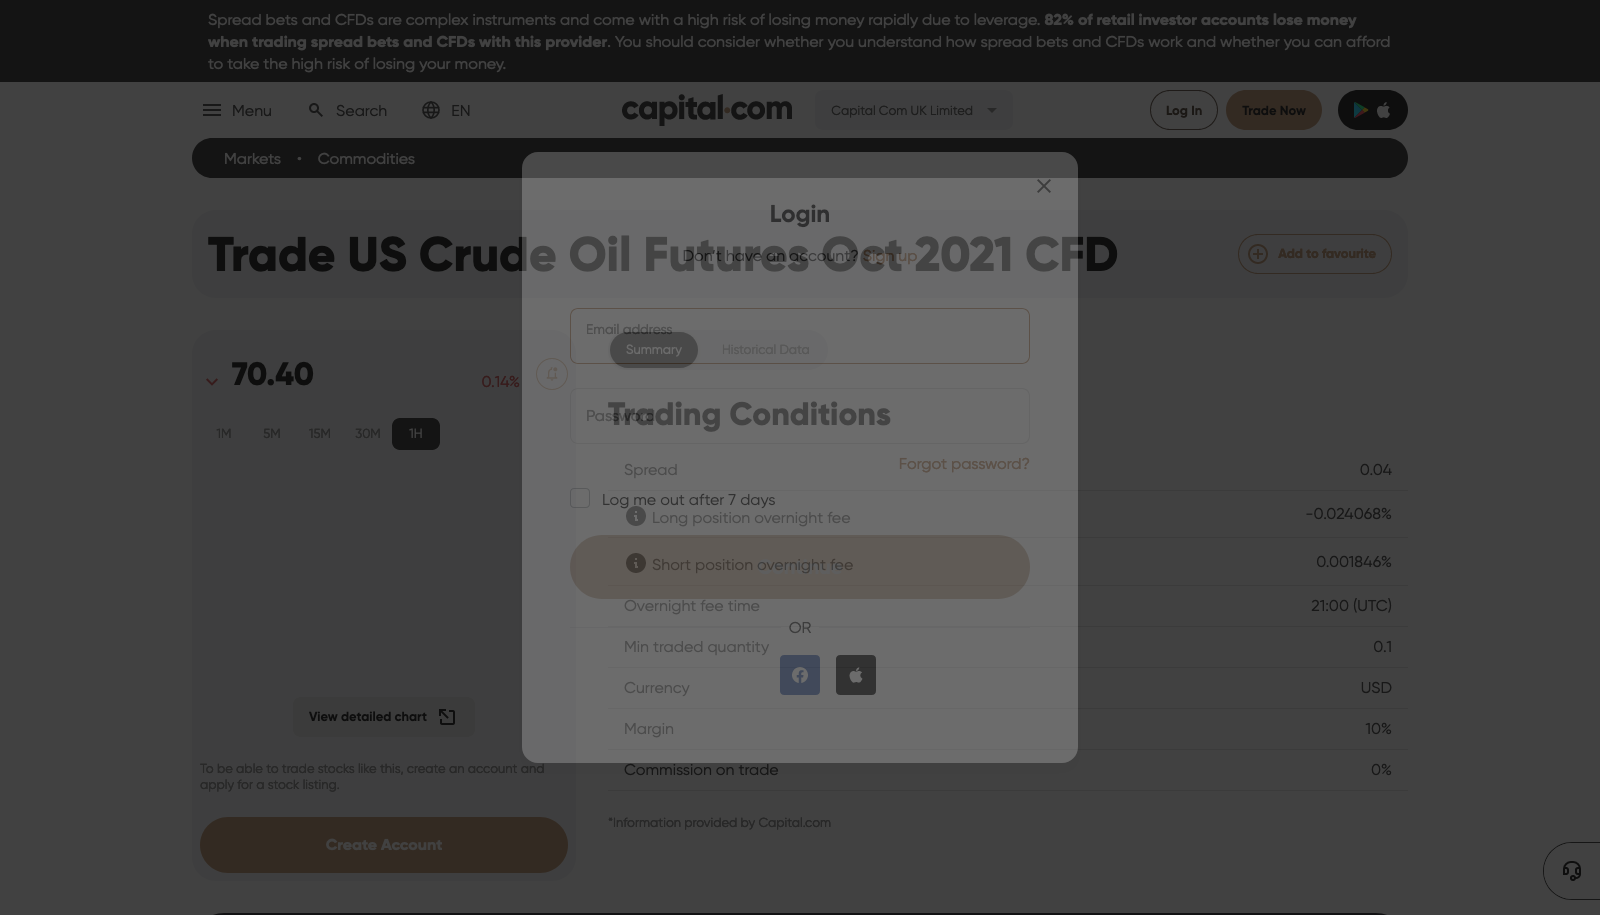 Spread bets and CFDs are complex instruments and come with a high risk of losing money rapidly due to leverage. 82% of retail investor accounts lose money
when trading spread bets and CFDs with this provider. You should consider whether you understand how spread bets and CFDs work and whether you can afford
to take the high risk of losing your money.
Menu
Search
EN
capital.com
Capital Com UK Limited
Log In
Trade Now
Markets • Commodities
Login
Trade US Crude Oil Futures Oct 2021 CFD
Don't have an account? Sign up
Add to favourite
Email address
Summary
Historical Data
70.40
0.14%
1M
5M
15M
30M
1H
Password
Trading Conditions
Forgot password?
Spread
0.04
Log me out after 7 days
Long position overnight fee
-0.024068%
Short position overnight fee
0.001846%
Overnight fee time
21:00 (UTC)
OR
Min traded quantity
0.1
Currency
USD
Margin
10%
Commission on trade
0%
View detailed chart
To be able to trade stocks like this, create an account and
apply for a stock listing.
Create Account
*Information provided by Capital.com